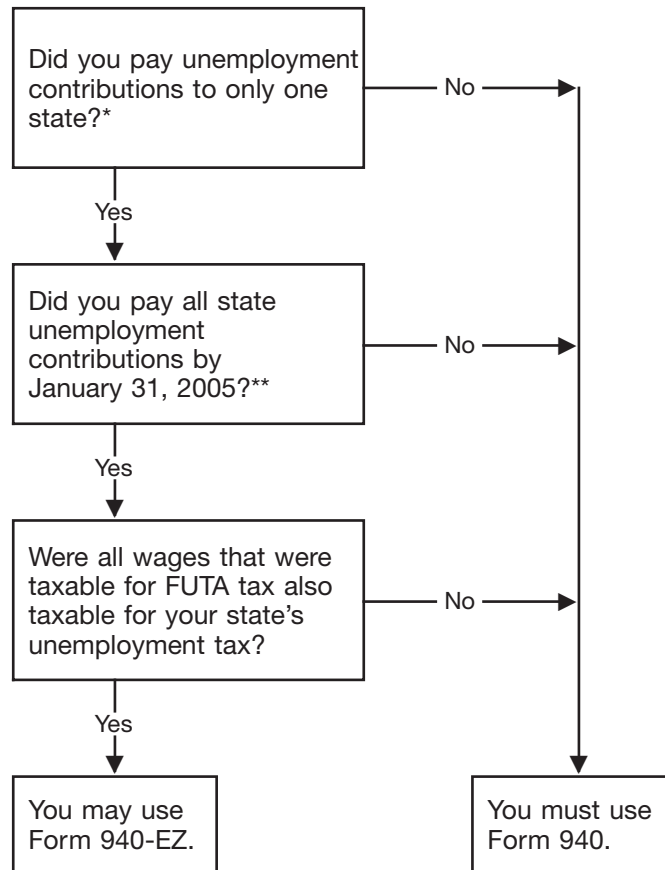 Did you pay unemployment
contributions to only one
state?*
No
Yes
Did you pay all state
unemployment
contributions by
January 31, 2005?**
No
Yes
Were all wages that were
taxable for FUTA tax also
taxable for your state's
unemployment tax?
No
Yes
You may use
Form 940-EZ.
You must use
Form 940.